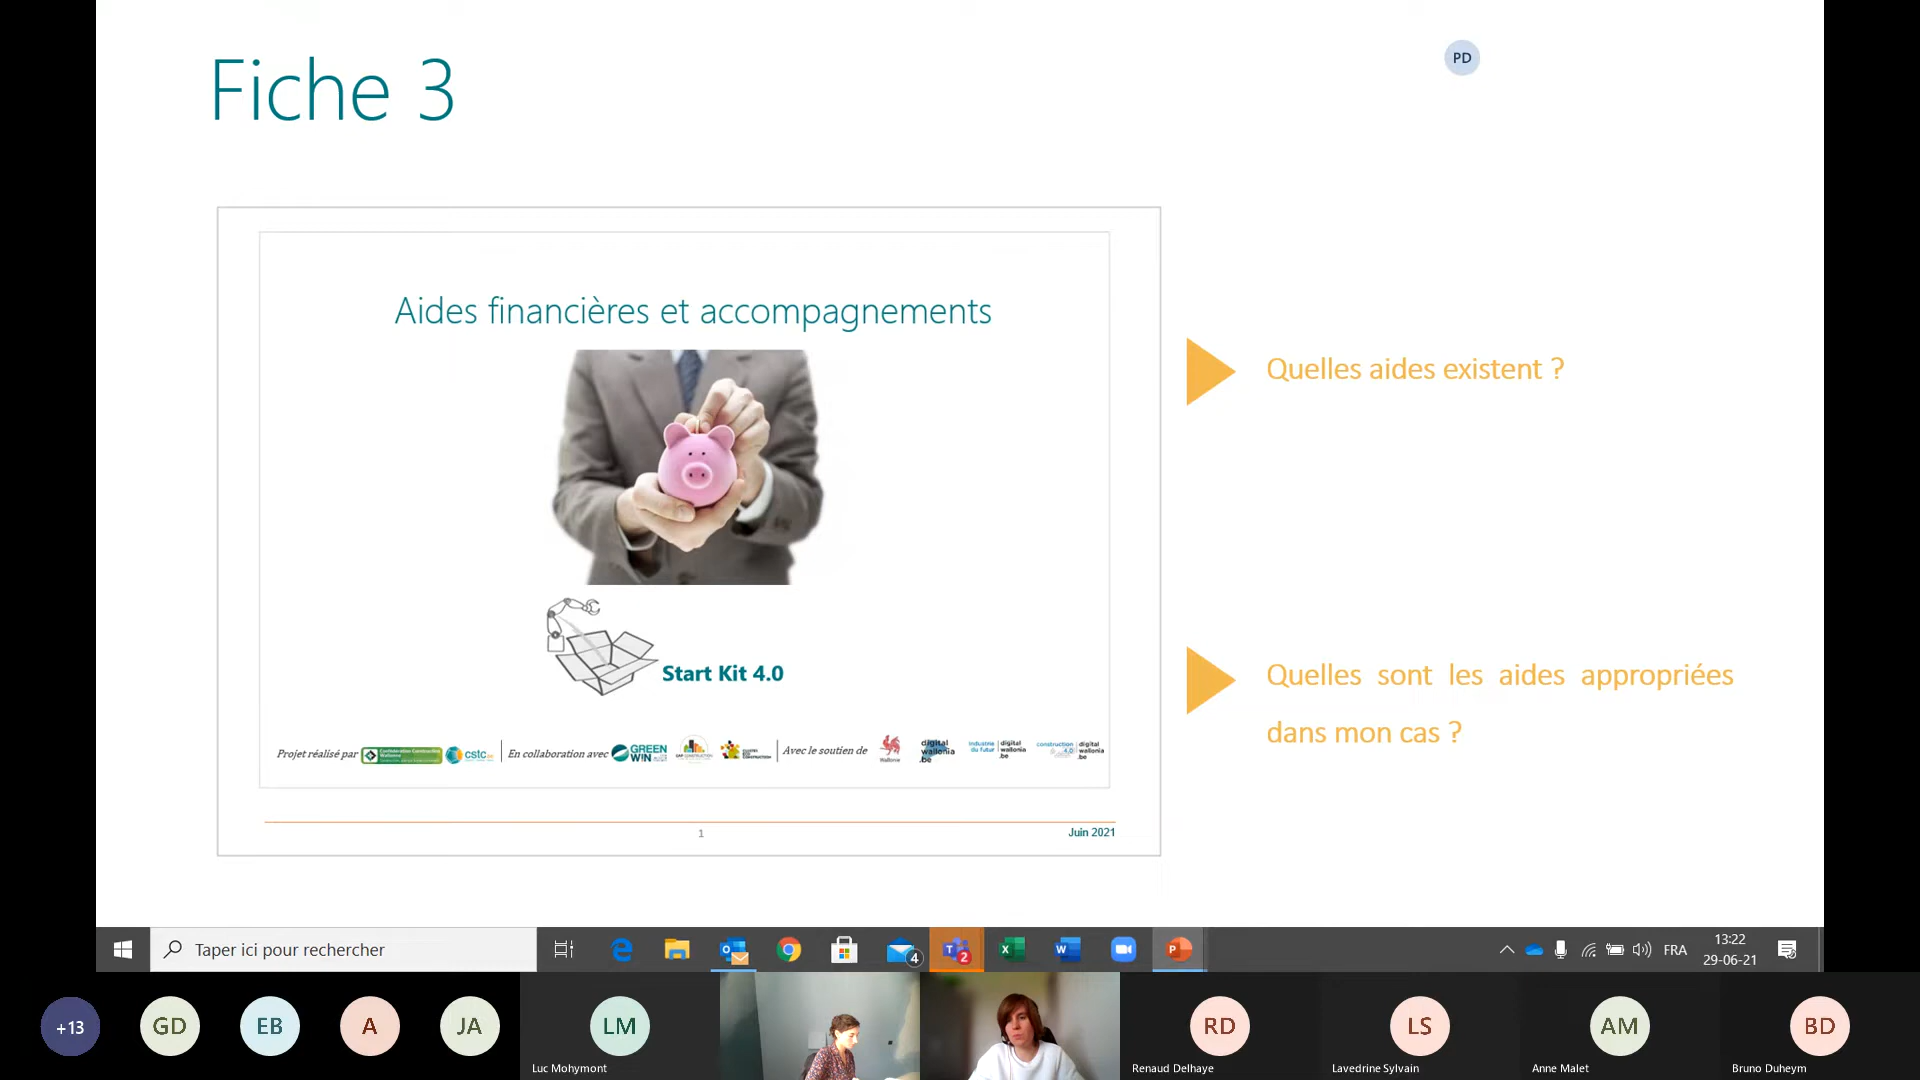 Fiche 3
PD
Aides financières et accompagnements
Start Kit 4.0
Projet réalisé par
Confédération Construction
Wallonne
cstc
En collaboration avec
GREEN
WIN
Avec le soutien de
Wallonie
digital
wallonia
.be
industrie
du futur
digital
wallonia
.be
construction
4.0
digital
wallonia
.be
1
Juin 2021
Quelles aides existent ?
Quelles sont les aides appropriées
dans mon cas ?
Taper ici pour rechercher
4
2
FRA
13:22
29-06-21
+13
GD
EB
A
JA
LM
Luc Mohymont
RD
Renaud Delhaye
LS
Lavedrine Sylvain
AM
Anne Malet
BD
Bruno Duheym